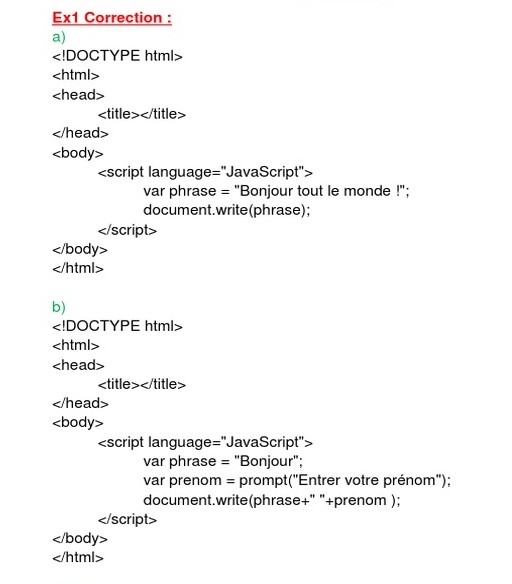 Ex1 Correction :
a)
<!DOCTYPE html>
<html>
<head>
<title></title>
</head>
<body>
<script language="JavaScript">
var phrase = "Bonjour tout le monde !";
document.write(phrase);
</script>
</body>
</html>
b)
<!DOCTYPE html>
<html>
<head>
<title></title>
</head>
<body>
<script language="JavaScript">
var phrase = "Bonjour";
var prenom = prompt("Entrer votre prénom");
document.write(phrase+" "+prenom );
</script>
</body>
</html>